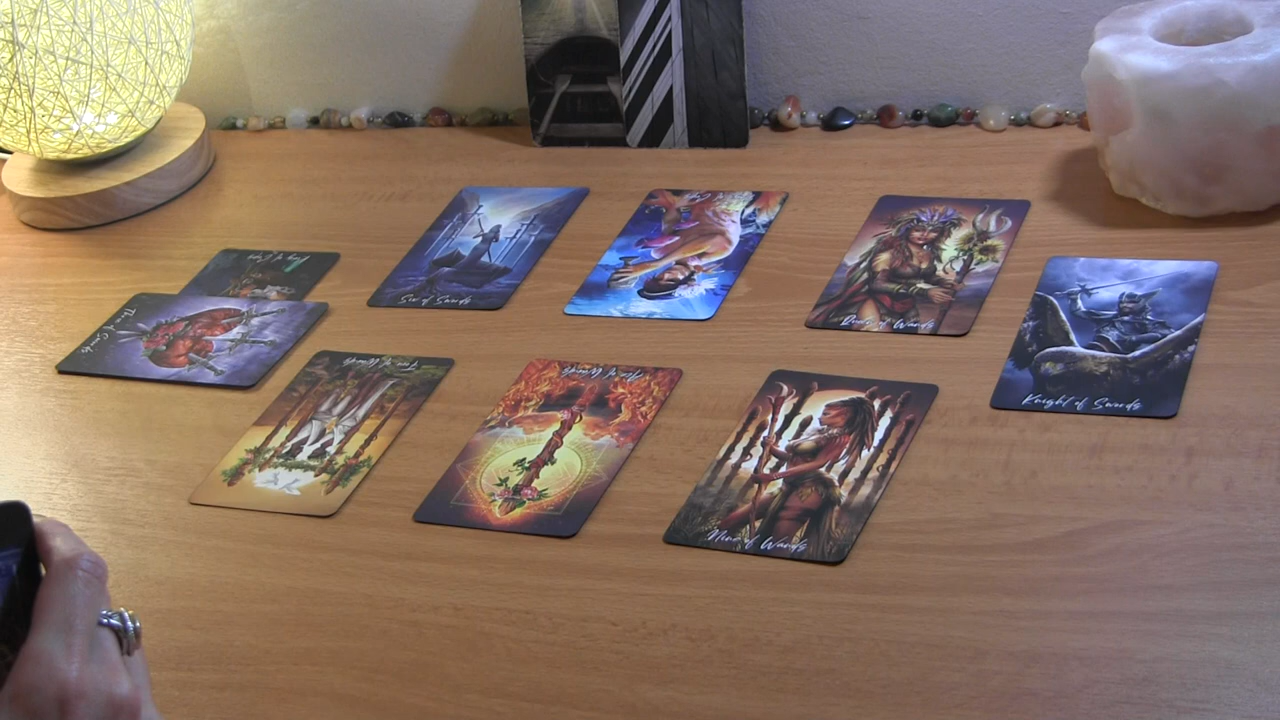 Six of Swords
Queen of Wands
Knight of Swords
Three of Swords
Four of Wands
Ace of Wands
Nine of Wands